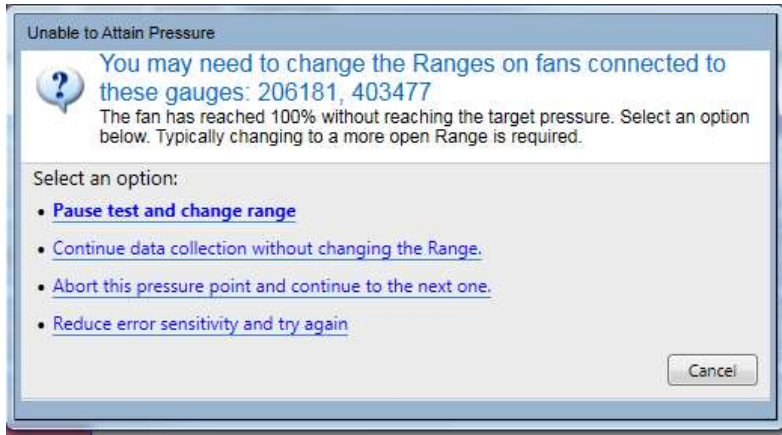 Unable to Attain Pressure
You may need to change the Ranges on fans connected to
these gauges: 206181, 403477
The fan has reached 100% without reaching the target pressure. Select an option
below. Typically changing to a more open Range is required.
Select an option:
• Pause test and change range
• Continue data collection without changing the Range.
• Abort this pressure point and continue to the next one.
• Reduce error sensitivity and try again
Cancel